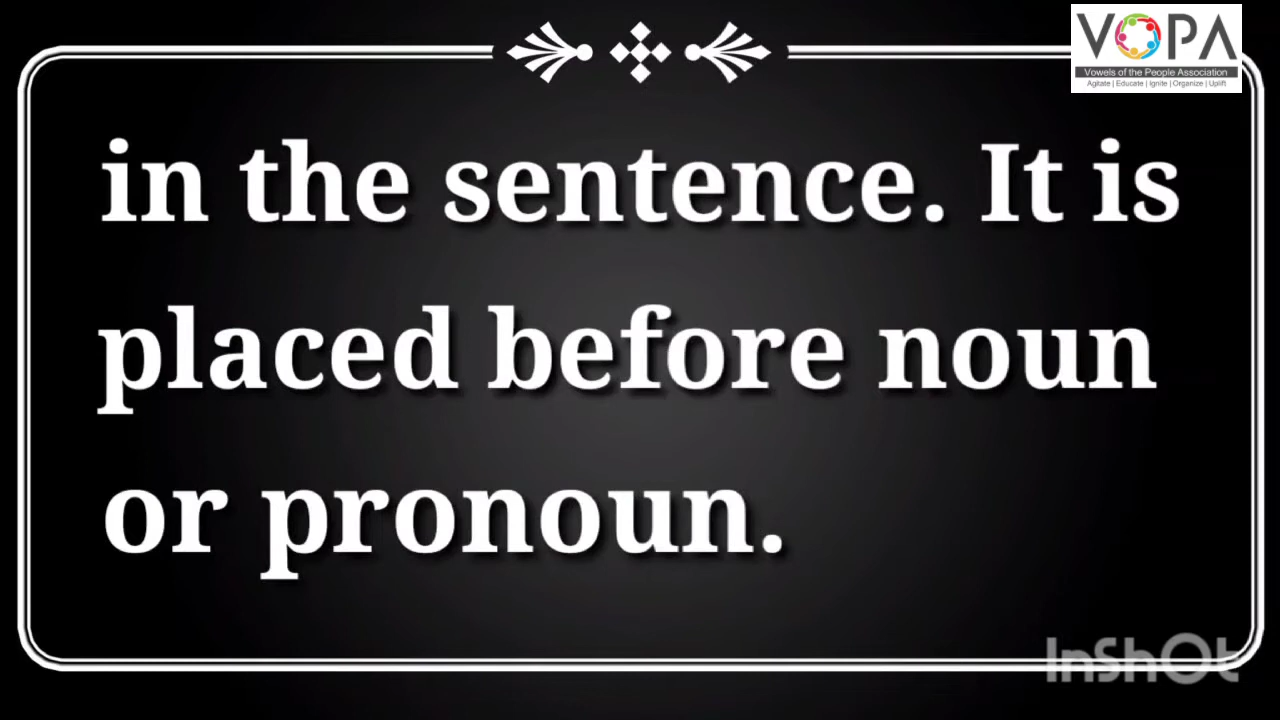 VOPA
Vowels of the People Association
Agitate | Educate | Ignite | Organize | Uplift
in the sentence. It is
placed before noun
or pronoun.
InShOt